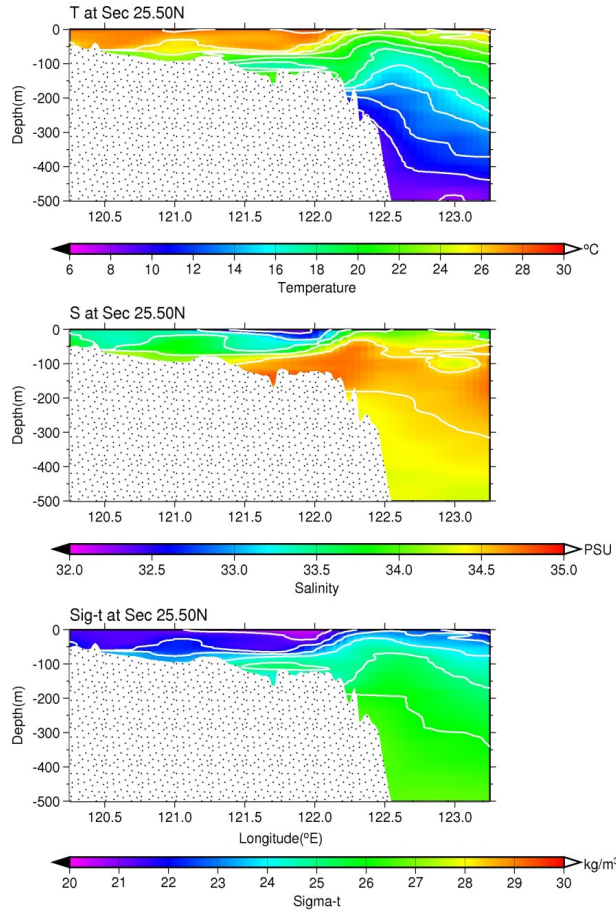 T at Sec 25.50N
0
-100
-200
-300
-400
-500
Depth(m)
120.5 121.0 121.5 122.0 122.5 123.0
6 8 10 12 14 16 18 20 22 24 26 28 30
ºC
Temperature
S at Sec 25.50N
0
-100
-200
-300
-400
-500
Depth(m)
120.5 121.0 121.5 122.0 122.5 123.0
32.0 32.5 33.0 33.5 34.0 34.5 35.0
PSU
Salinity
Sig-t at Sec 25.50N
0
-100
-200
-300
-400
-500
Depth(m)
120.5 121.0 121.5 122.0 122.5 123.0
Longitude(ºE)
20 21 22 23 24 25 26 27 28 29 30
kg/m³
Sigma-t